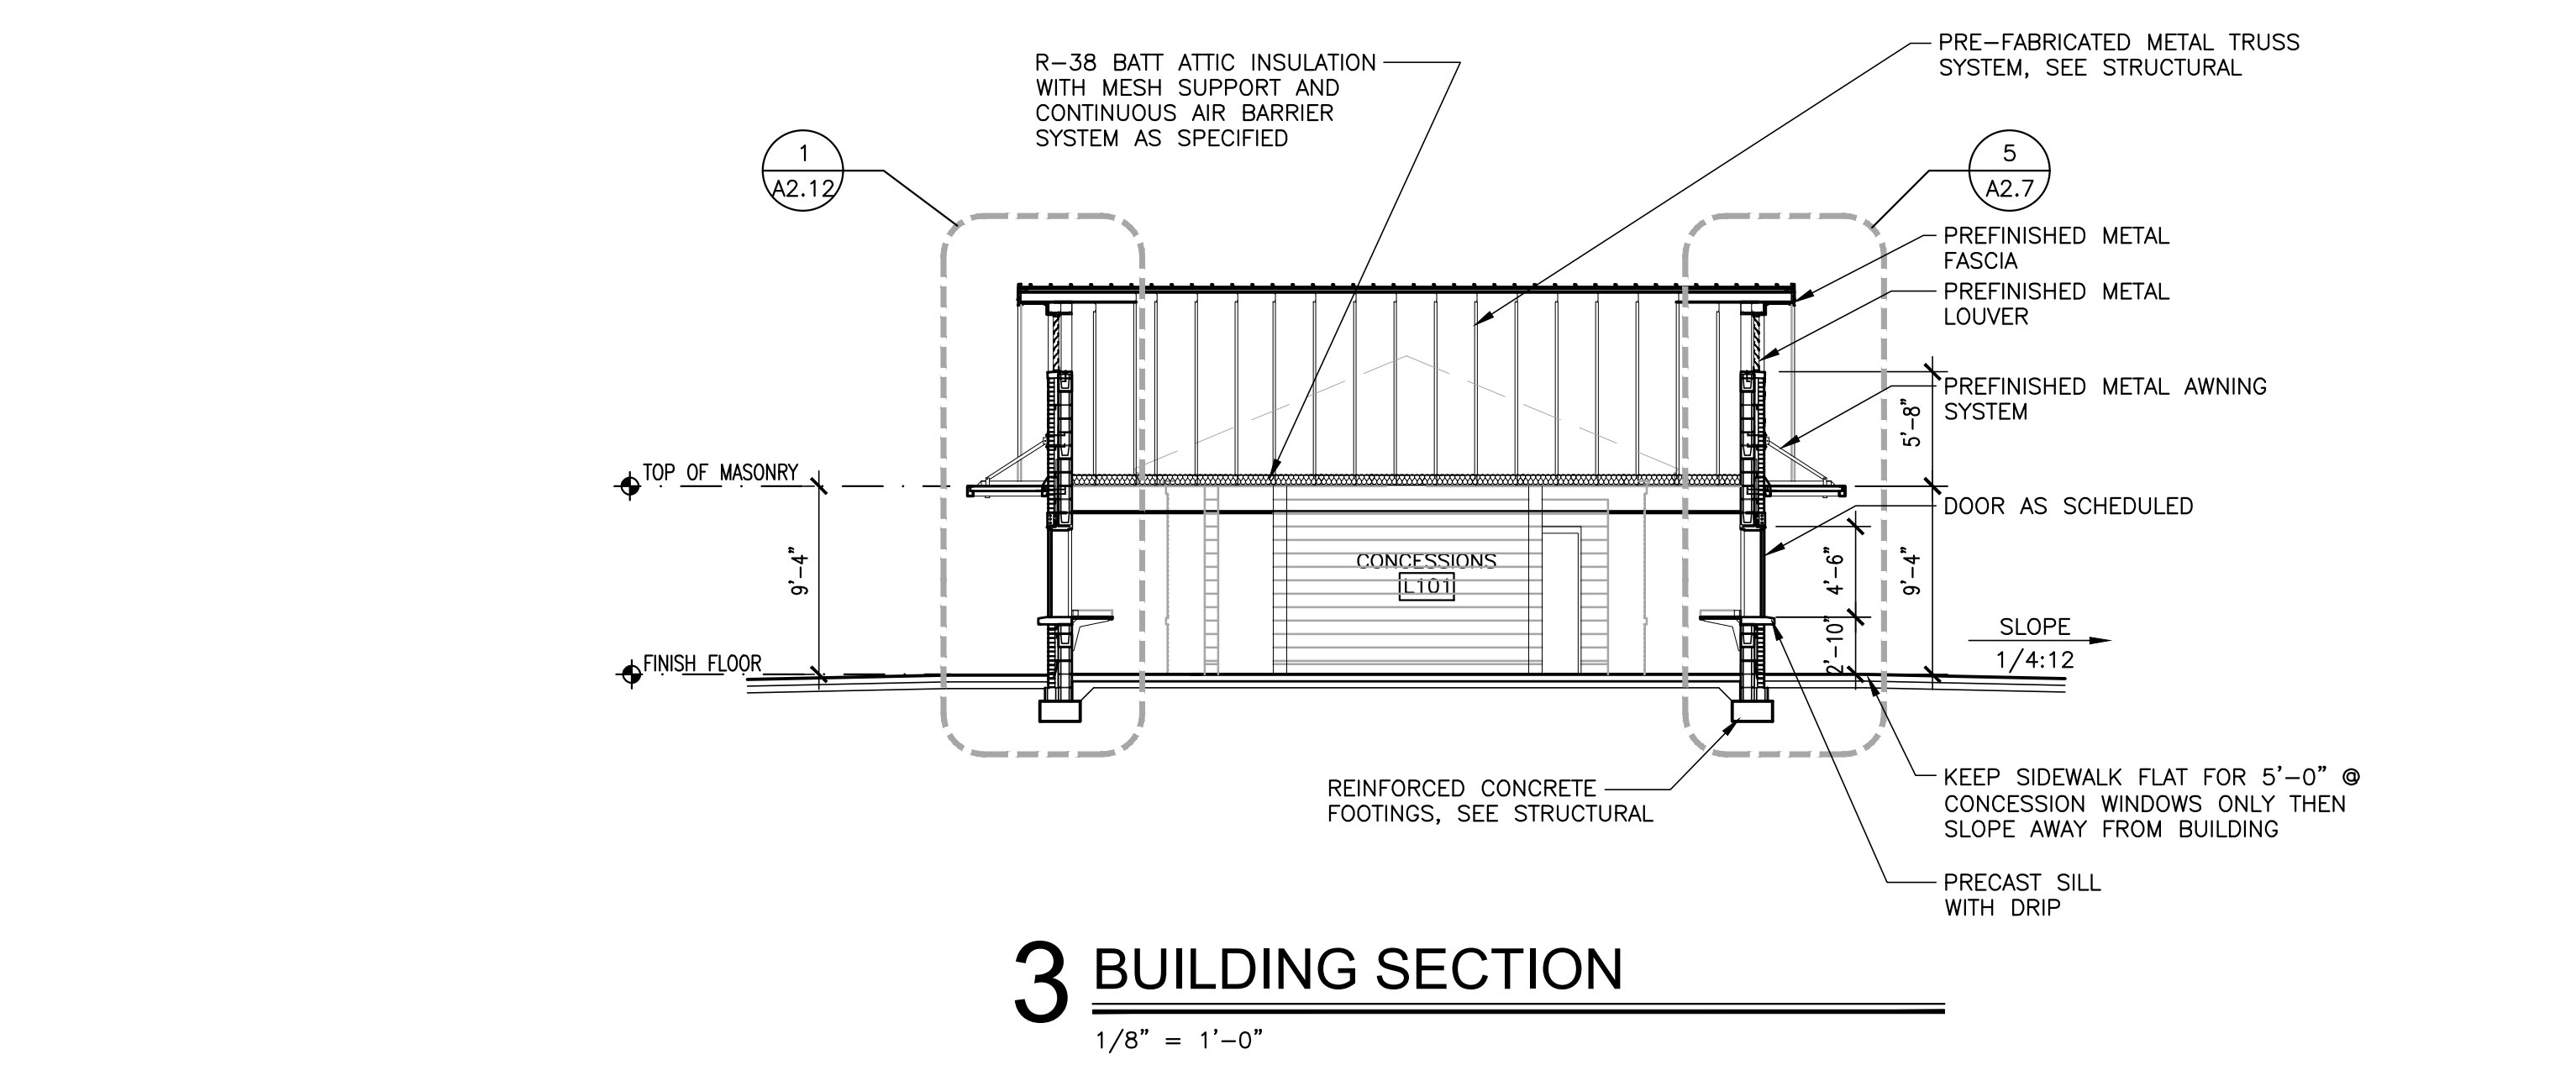 R-38 BATT ATTIC INSULATION
WITH MESH SUPPORT AND
CONTINUOUS AIR BARRIER
SYSTEM AS SPECIFIED
PRE-FABRICATED METAL TRUSS
SYSTEM, SEE STRUCTURAL
1
A2.12
5
A2.7
PREFINISHED METAL
FASCIA
PREFINISHED METAL
LOUVER
PREFINISHED METAL AWNING
SYSTEM
5'-8"
TOP OF MASONRY
DOOR AS SCHEDULED
9'-4"
CONCESSIONS
L101
4'-6"
9'-4"
2'-10"
SLOPE
1/4:12
FINISH FLOOR
REINFORCED CONCRETE
FOOTINGS, SEE STRUCTURAL
KEEP SIDEWALK FLAT FOR 5'-0" @
CONCESSION WINDOWS ONLY THEN
SLOPE AWAY FROM BUILDING
PRECAST SILL
WITH DRIP
3 BUILDING SECTION
1/8" = 1'-0"